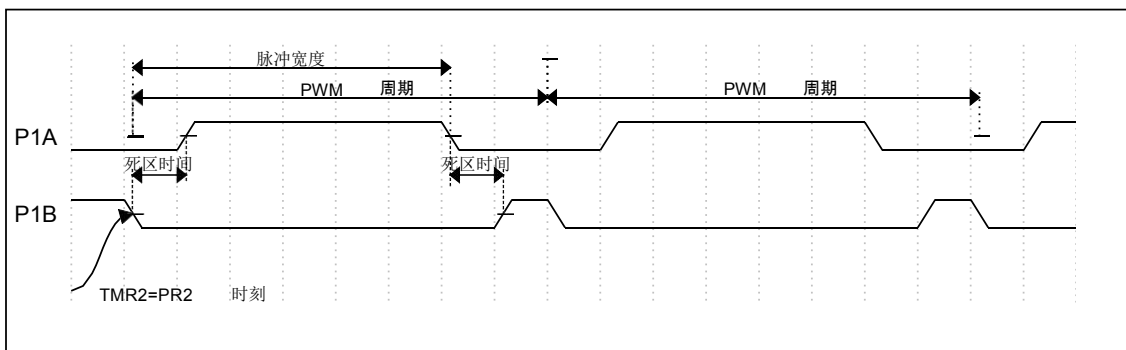 脉冲宽度
PWM 周期 PWM 周期
P1A
死区时间 死区时间
P1B
TMR2=PR2 时刻